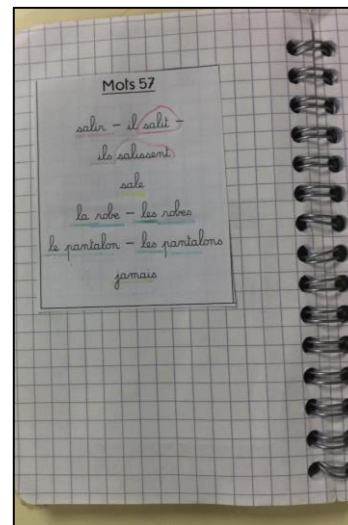 Mots 57
salir – il salit –
ils salissent
sale
la robe – les robes
le pantalon – les pantalons
jamais